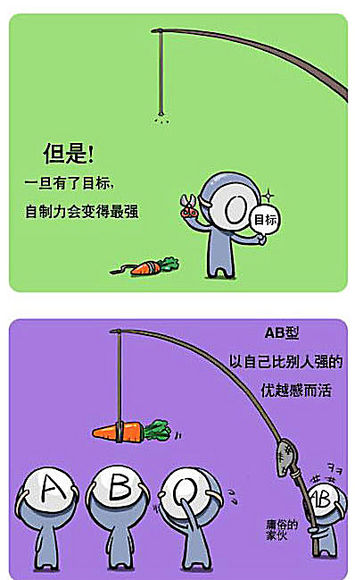 但是!
一旦有了目标，
自制力会变得最强
O
目标
AB型
以自己比别人强的
优越感而活
A B O
AB
庸俗的
家伙